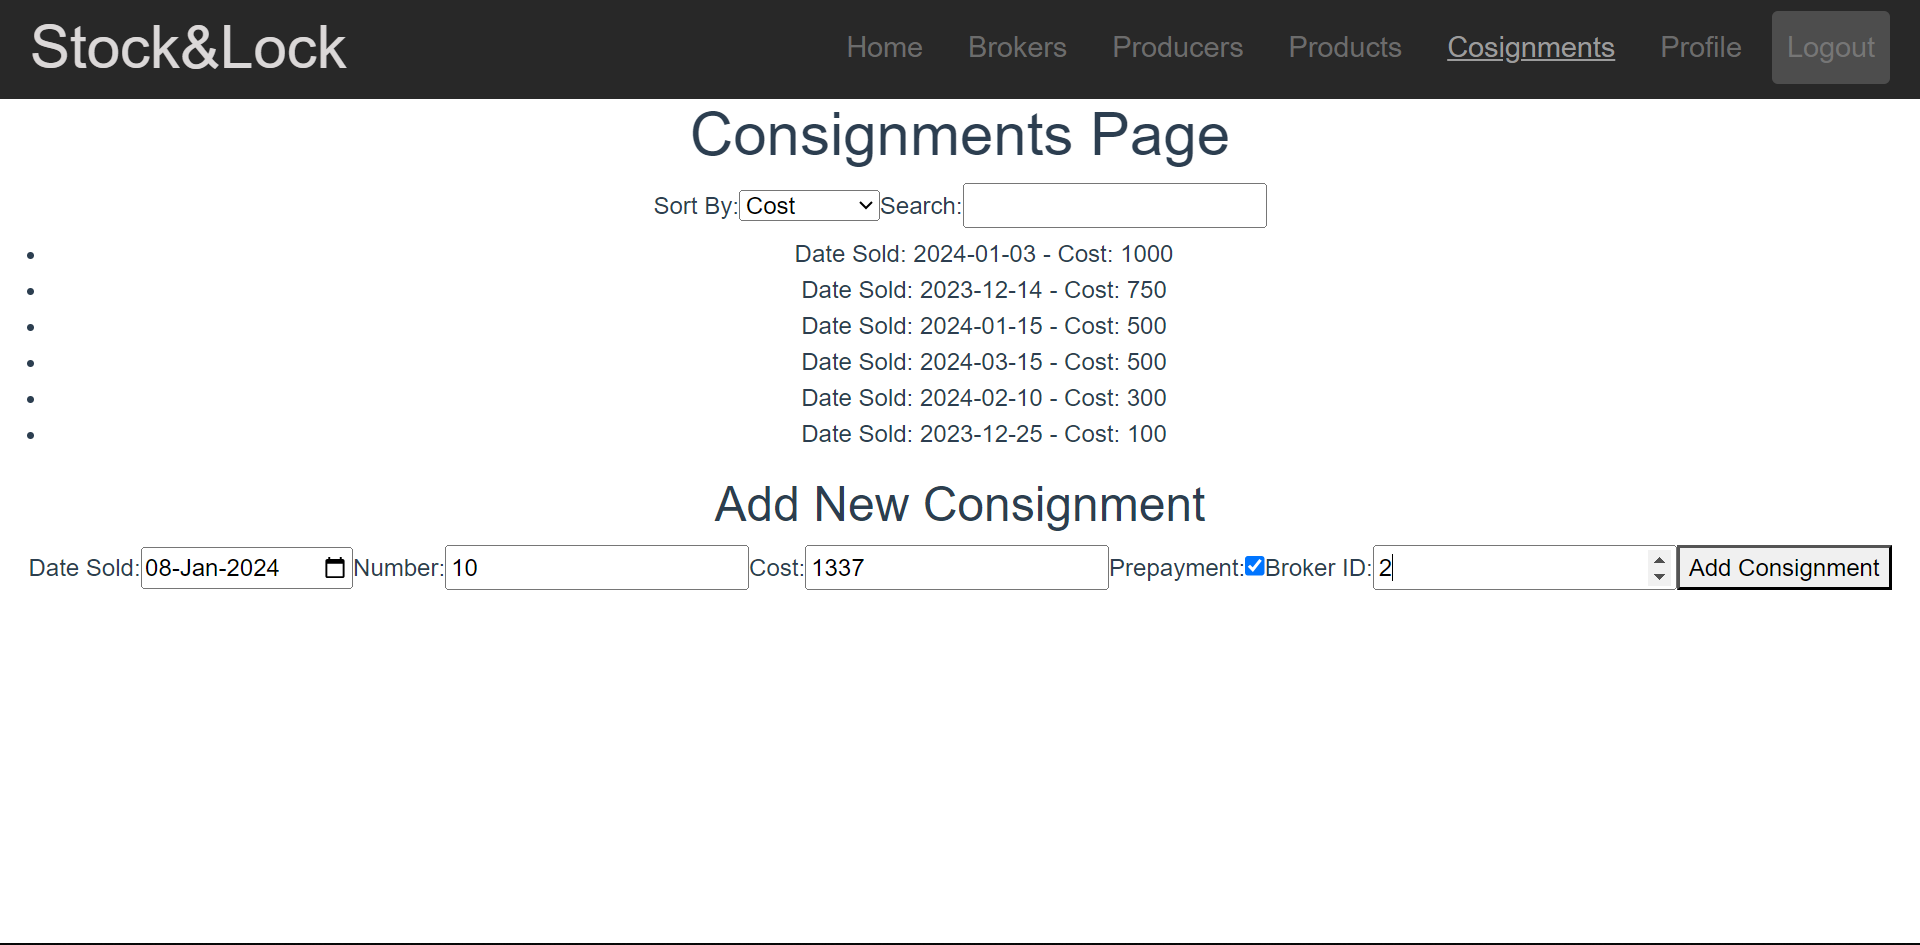 Stock&Lock Home Brokers Producers Products Cosignments Profile Logout
Consignments Page
Sort By: Cost Search:
Date Sold: 2024-01-03 - Cost: 1000
Date Sold: 2023-12-14 - Cost: 750
Date Sold: 2024-01-15 - Cost: 500
Date Sold: 2024-03-15 - Cost: 500
Date Sold: 2024-02-10 - Cost: 300
Date Sold: 2023-12-25 - Cost: 100
Add New Consignment
Date Sold: 08-Jan-2024 Number: 10 Cost: 1337 Prepayment: Broker ID: 2 Add Consignment